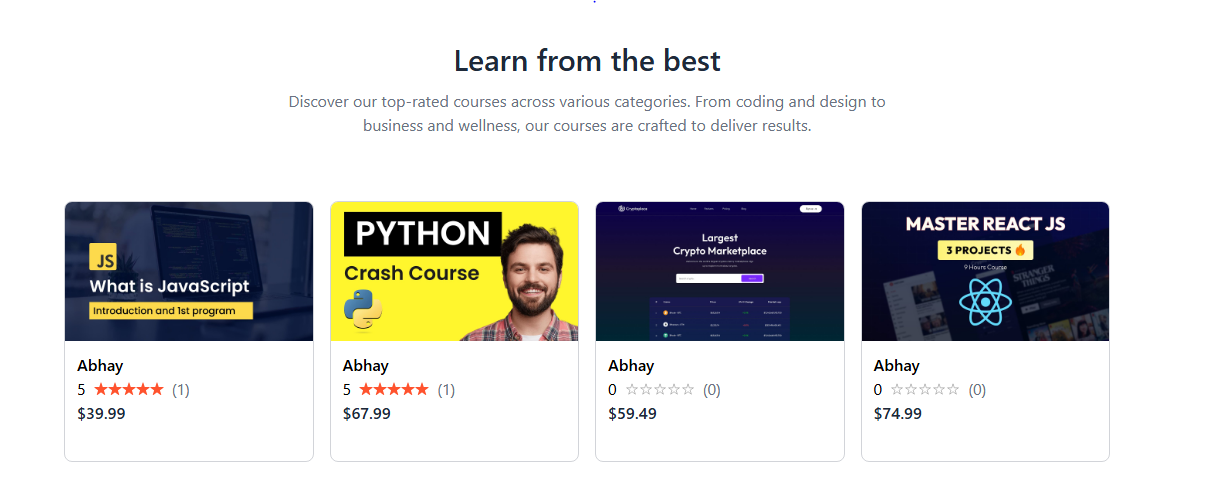 Learn from the best
Discover our top-rated courses across various categories. From coding and design to
business and wellness, our courses are crafted to deliver results.
JS
What is JavaScript
Introduction and 1st program
Abhay
5 ★★★★★ (1)
$39.99
PYTHON
Crash Course
Abhay
5 ★★★★★ (1)
$67.99
Largest
Crypto Marketplace
Abhay
0 ☆☆☆☆☆ (0)
$59.49
MASTER REACT JS
3 PROJECTS 🔥
9 Hours Course
STRANGER
THINGS
Abhay
0 ☆☆☆☆☆ (0)
$74.99